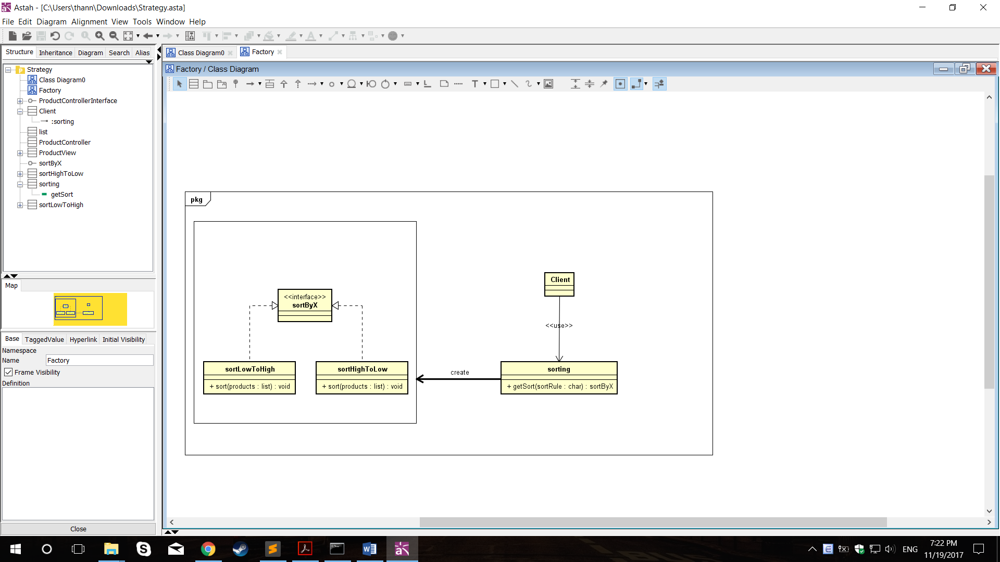 Astah - [C:\Users\thann\Downloads\Strategy.asta]
File Edit Diagram Alignment View Tools Window Help
Structure Inheritance Diagram Search Alias
Class Diagram0 Factory
Factory / Class Diagram
Strategy
Class Diagram0
Factory
ProductControllerInterface
Client
:sorting
list
ProductController
ProductView
sortByX
sortHighToLow
sorting
getSort
sortLowToHigh
Map
Base TaggedValue Hyperlink Initial Visibility
Namespace
Name Factory
Frame Visibility
Definition
Close
pkg
<<interface>>
sortByX
sortLowToHigh
+ sort(products : list) : void
sortHighToLow
+ sort(products : list) : void
create
Client
<<use>>
sorting
+ getSort(sortRule : char) : sortByX
ENG
7:22 PM
11/19/2017